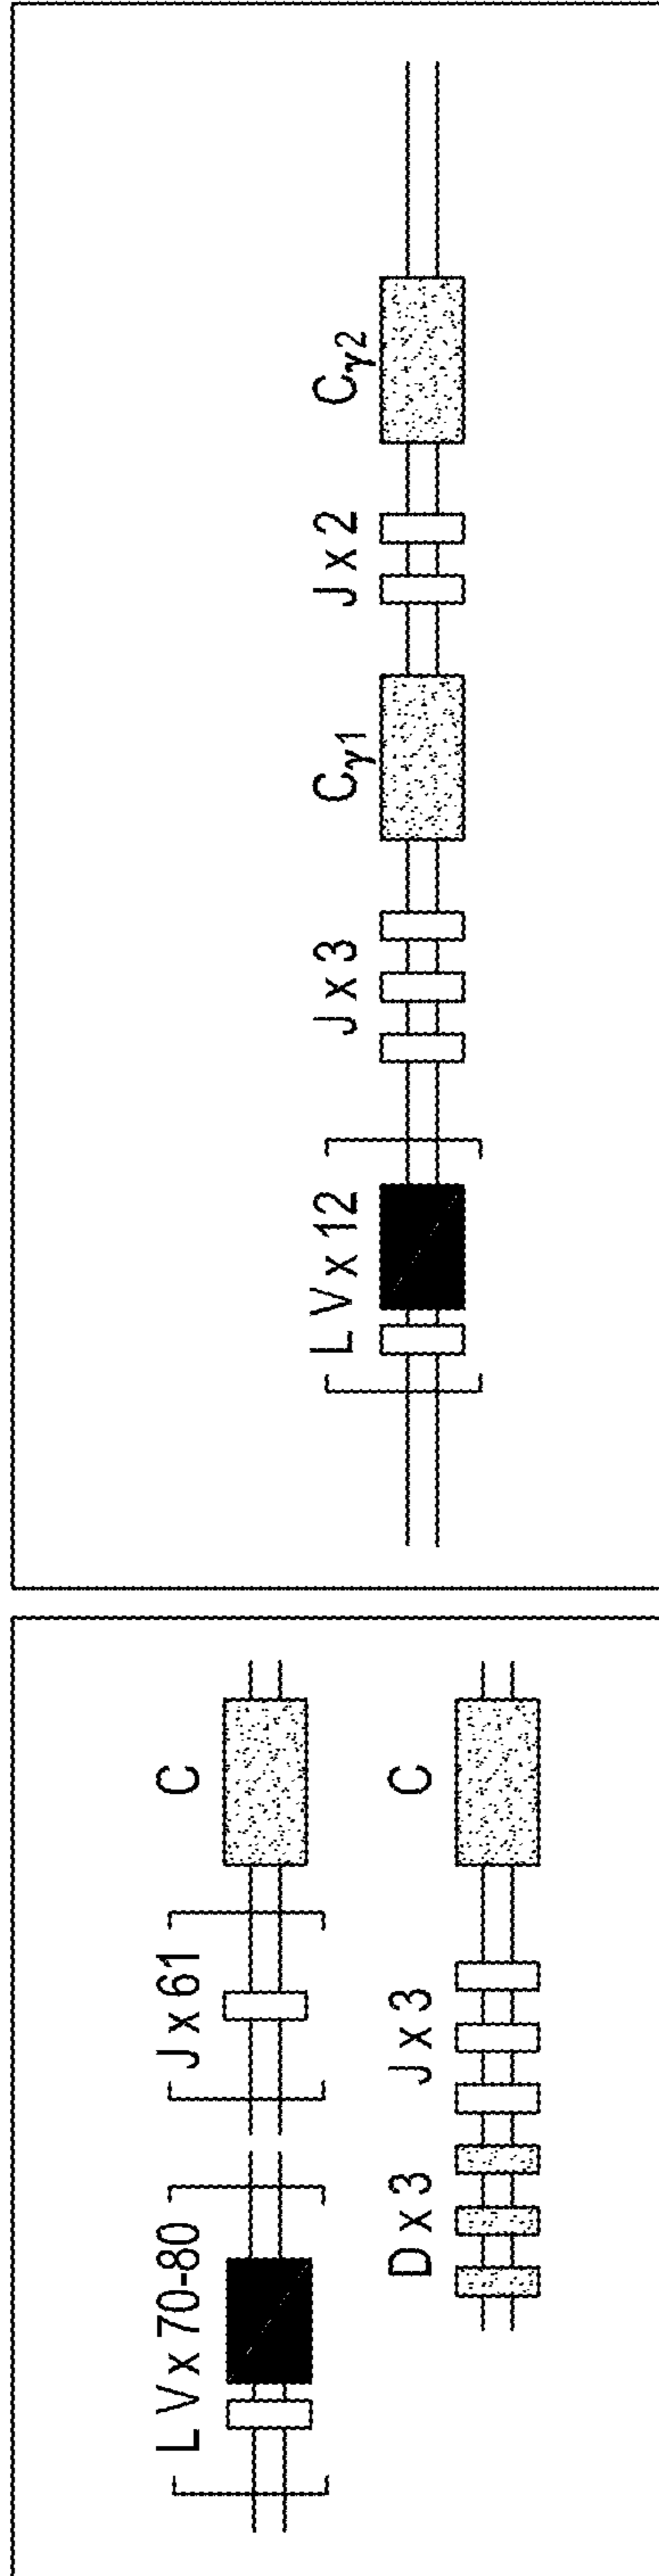 L V x 70-80
J x 61
C
D x 3
J x 3
C
L V x 12
J x 3
Cγ1
J x 2
Cγ2